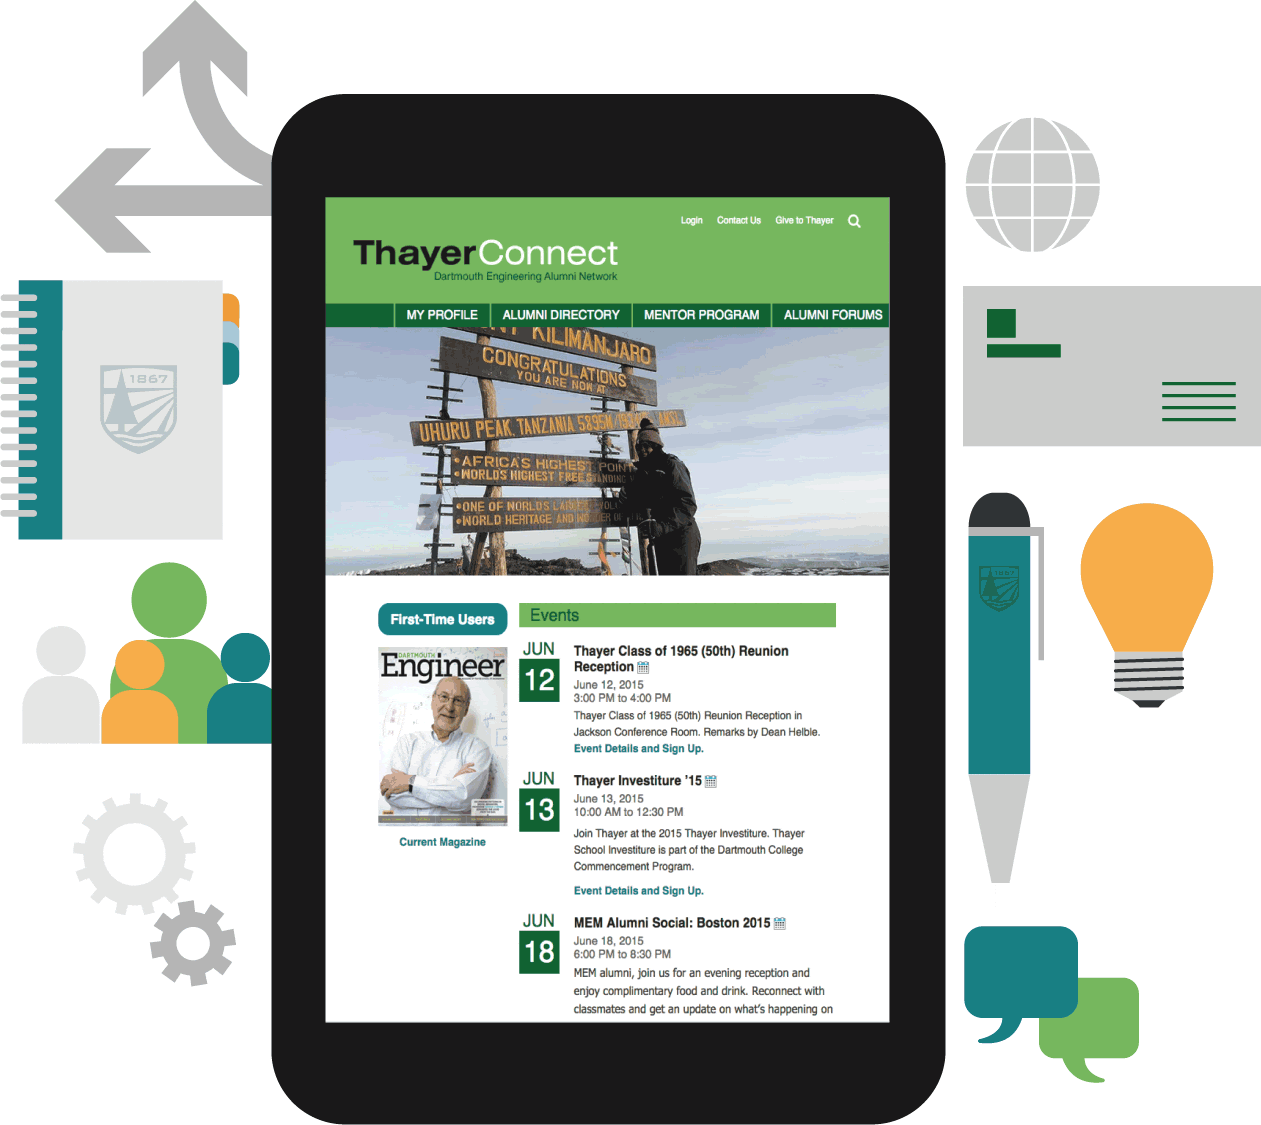 Login Contact Us Give to Thayer
ThayerConnect
Dartmouth Engineering Alumni Network
MY PROFILE ALUMNI DIRECTORY MENTOR PROGRAM ALUMNI FORUMS
KILIMANJARO
CONGRATULATIONS
YOU ARE NOW AT
UHURU PEAK, TANZANIA 5895M
• AFRICA'S HIGHEST POINT
• WORLD'S HIGHEST FREE STANDING
• ONE OF WORLD'S
• WORLD HERITAGE AND
1867
1867
First-Time Users
DARTMOUTH
Engineer
Current Magazine
Events
JUN
12
Thayer Class of 1965 (50th) Reunion
Reception
June 12, 2015
3:00 PM to 4:00 PM
Thayer Class of 1965 (50th) Reunion Reception in
Jackson Conference Room. Remarks by Dean Helble.
Event Details and Sign Up.
JUN
13
Thayer Investiture '15
June 13, 2015
10:00 AM to 12:30 PM
Join Thayer at the 2015 Thayer Investiture. Thayer
School Investiture is part of the Dartmouth College
Commencement Program.
Event Details and Sign Up.
JUN
18
MEM Alumni Social: Boston 2015
June 18, 2015
6:00 PM to 8:30 PM
MEM alumni, join us for an evening reception and
enjoy complimentary food and drink. Reconnect with
classmates and get an update on what's happening on